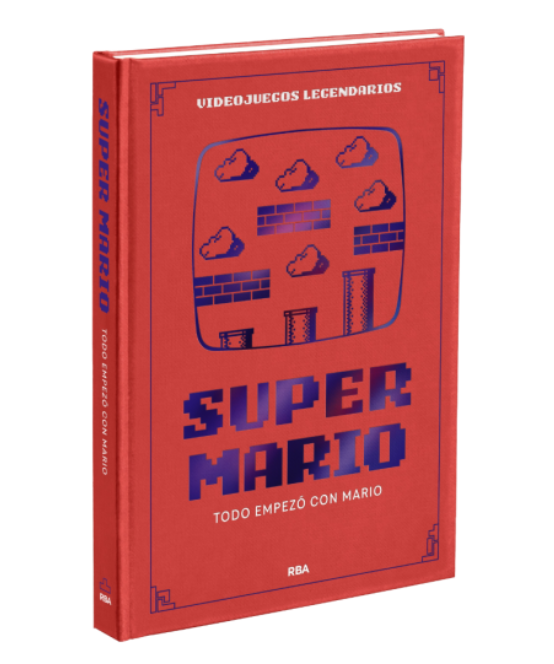 VIDEOJUEGOS LEGENDARIOS
SUPER
MARIO
TODO EMPEZÓ CON MARIO
RBA
SUPER MARIO
TODO EMPEZÓ CON MARIO
RBA